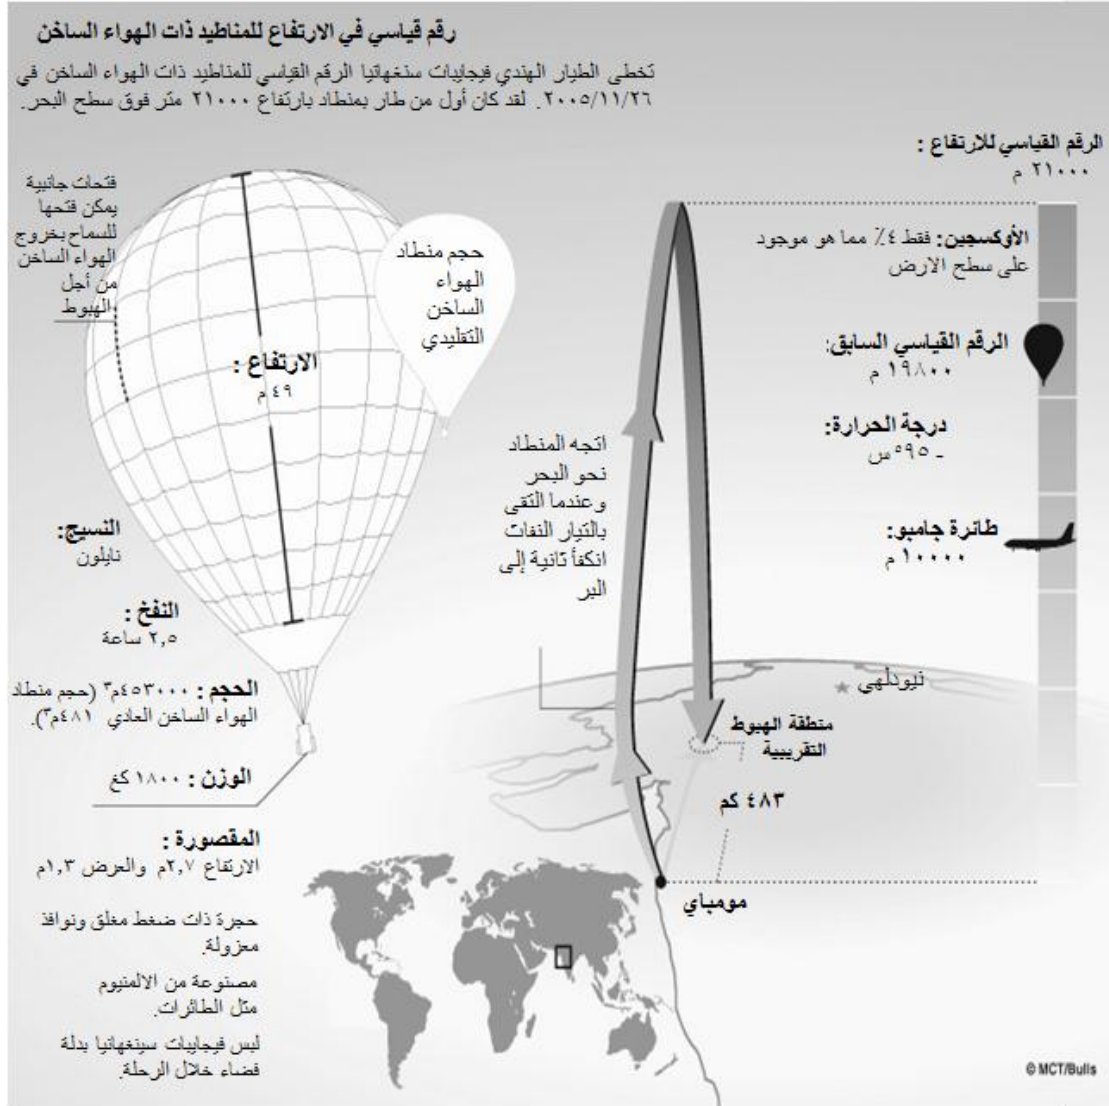 رقم قياسي في الارتفاع للمناطيد ذات الهواء الساخن
تخطى الطيار الهندي فيجايبات سنغهانيا الرقم القياسي للمناطيد ذات الهواء الساخن في
٢٠٠٥/١١/٢٦. لقد كان أول من طار بمنطاد بارتفاع ٢١٠٠٠ متر فوق سطح البحر.
فتحات جانبية
يمكن فتحها
للسماح بخروج
الهواء الساخن
من أجل
الهبوط
حجم منطاد
الهواء
الساخن
التقليدي
الارتفاع :
٤٩ م
النسيج:
نايلون
النفخ :
٢,٥ ساعة
الحجم : ٤٥٣٠٠٠م٣ (حجم منطاد
الهواء الساخن العادي ٤٨١م٣).
الوزن : ١٨٠٠ كغ
المقصورة :
الارتفاع ٢,٧م والعرض ١,٣م
حجرة ذات ضغط مغلق ونوافذ
معزولة.
مصنوعة من الالمنيوم
مثل الطائرات.
لبس فيجايبات سينغهانيا بدلة
فضاء خلال الرحلة.
الرقم القياسي للارتفاع :
٢١٠٠٠ م
الأوكسجين: فقط ٤٪ مما هو موجود
على سطح الارض
الرقم القياسي السابق:
١٩٨٠٠ م
درجة الحرارة:
- ٩٥°س
طائرة جامبو:
١٠٠٠٠ م
اتجه المنطاد
نحو البحر
وعندما التقى
بالتيار النفاث
انكفأ ثانية إلى
البر
نيودلهي
منطقة الهبوط
التقريبية
٤٨٣ كم
مومباي
© MCT/Bulls